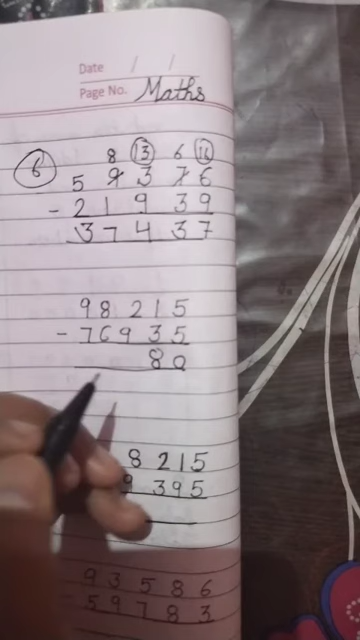 Date / /
Page No. Maths
8 13 6 16
6 5 9 3 7 6
- 2 1 9 3 9
3 7 4 3 7
9 8 2 1 5
- 7 6 9 3 5
8 0
8 2 1 5
9 3 9 5
9 3 5 8 6
5 9 7 8 3